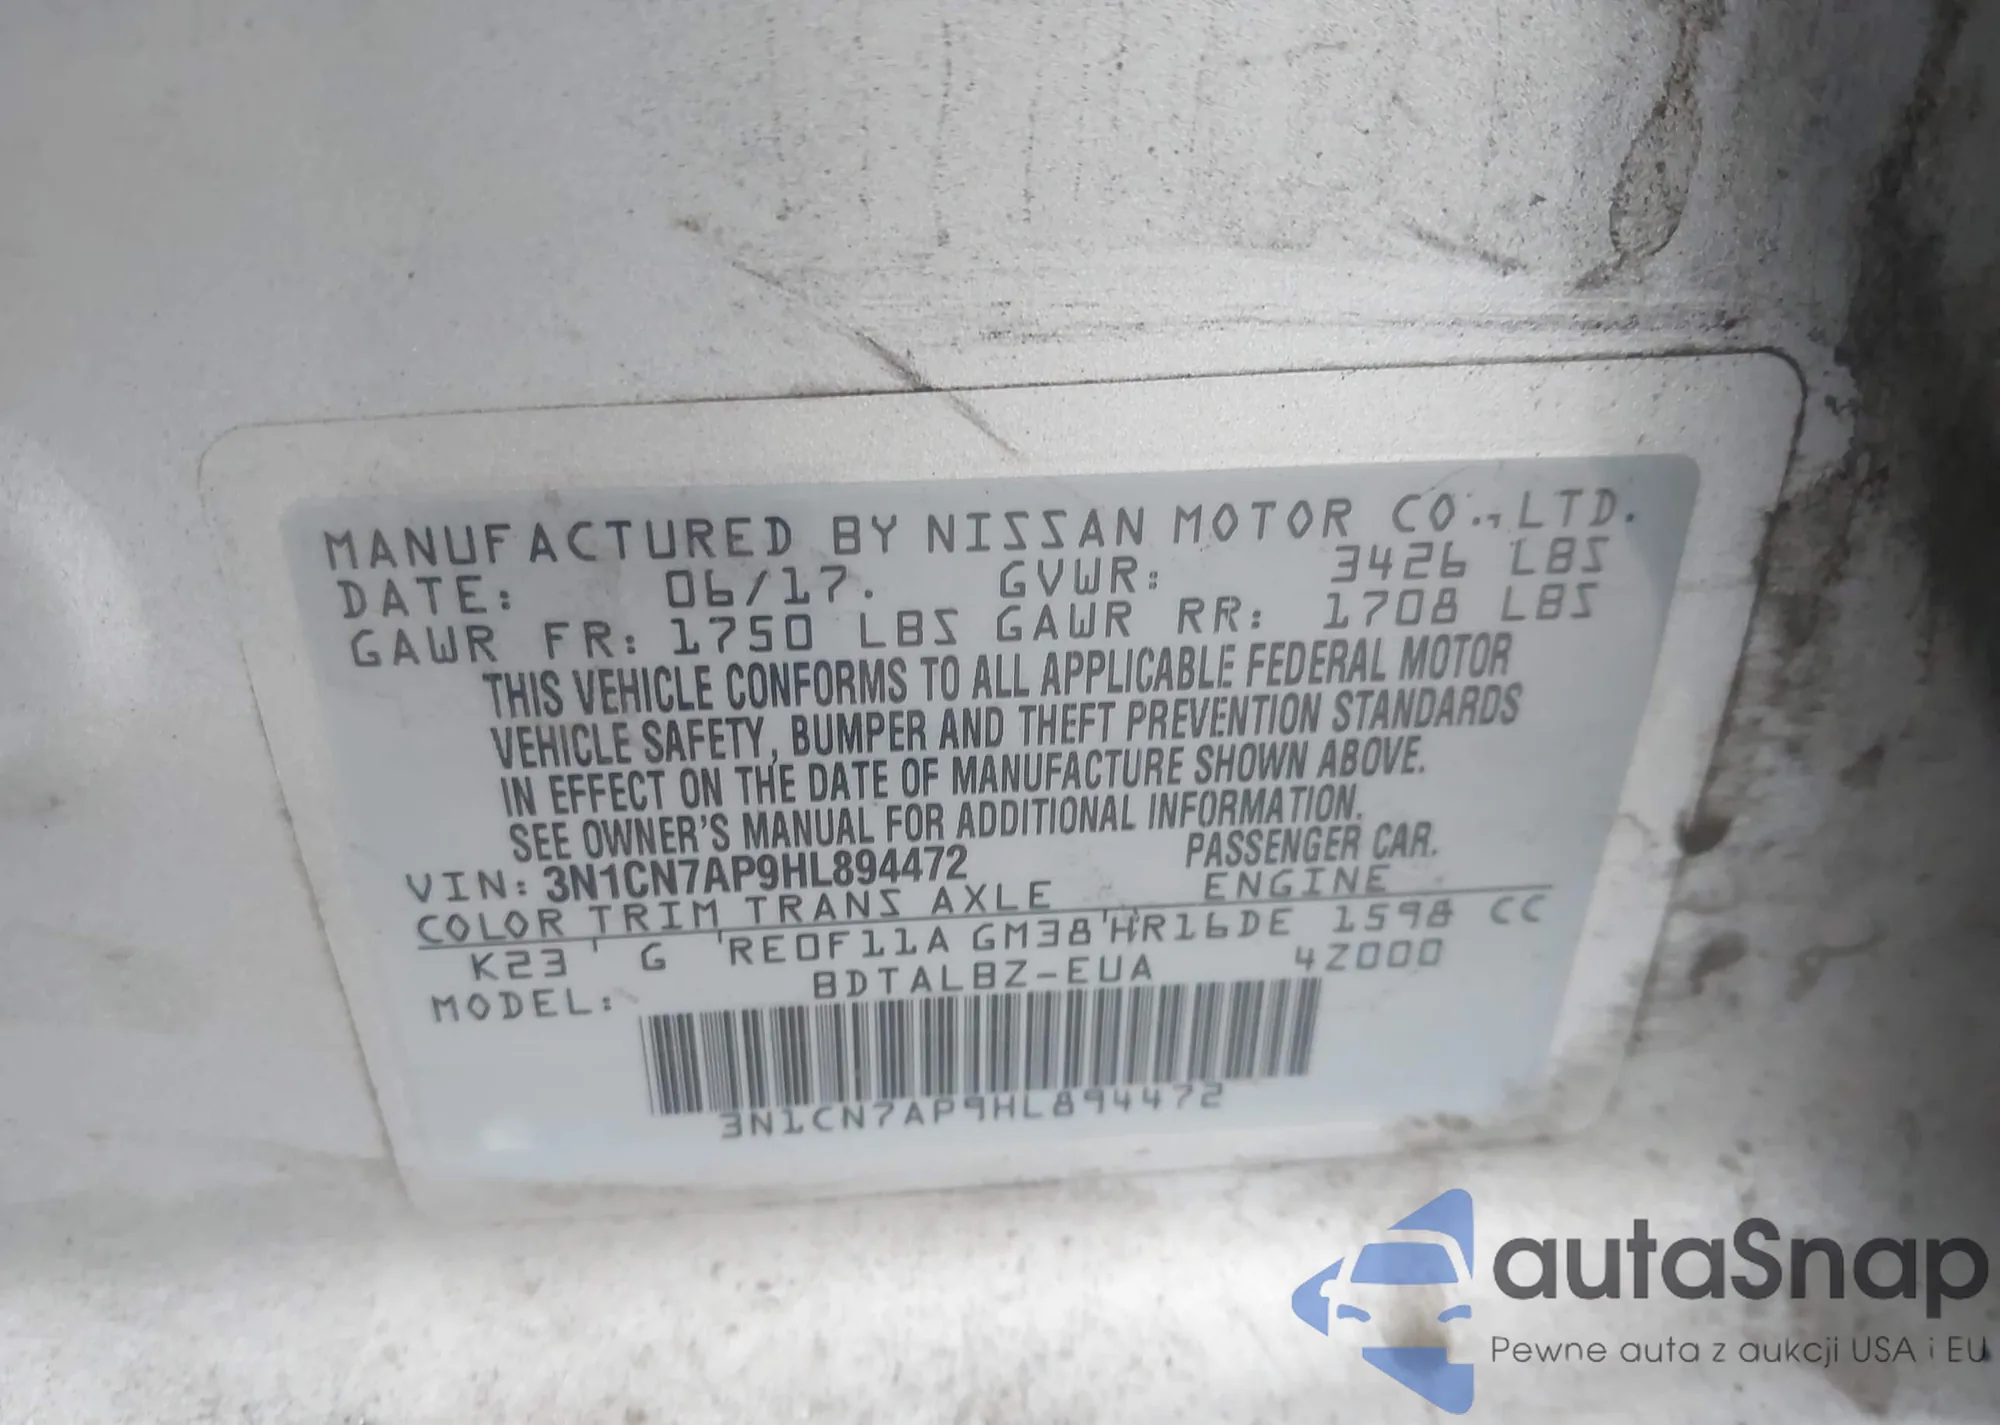 MANUFACTURED BY NISSAN MOTOR CO., LTD.
DATE: 06/17. GVWR: 3426 LBS
GAWR FR: 1750 LBS GAWR RR: 1708 LBS
THIS VEHICLE CONFORMS TO ALL APPLICABLE FEDERAL MOTOR
VEHICLE SAFETY, BUMPER AND THEFT PREVENTION STANDARDS
IN EFFECT ON THE DATE OF MANUFACTURE SHOWN ABOVE.
SEE OWNER'S MANUAL FOR ADDITIONAL INFORMATION.
VIN: 3N1CN7AP9HL894472 PASSENGER CAR.
COLOR TRIM TRANS AXLE ENGINE
K23 G RE0F11A GM38 HR16DE 1598 CC
MODEL: BDTALBZ-EUA 4Z000
3N1CN7AP9HL894472
autaSnap
Pewne auta z aukcji USA i EU